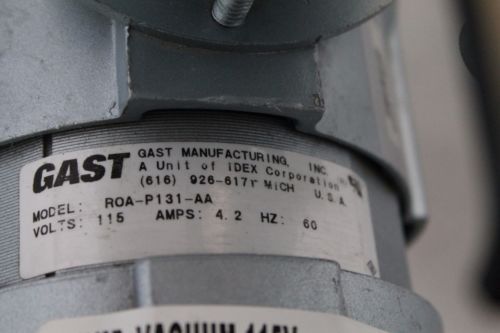 GAST GAST MANUFACTURING, INC.
A Unit of IDEX Corporation
(616) 926-6171 MICH U.S.A.
MODEL: ROA-P131-AA
VOLTS: 115 AMPS: 4.2 HZ: 60
VACUUM 115V